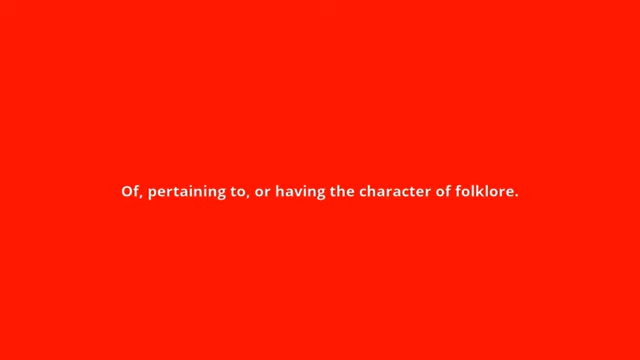 Of, pertaining to, or having the character of folklore.